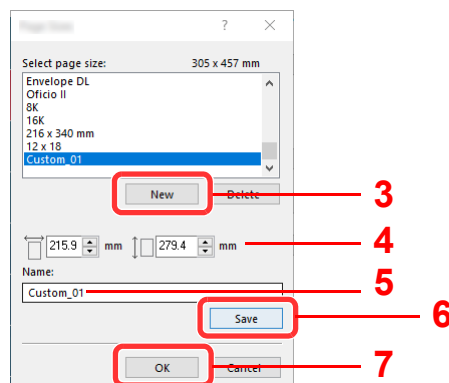 ?
Select page size: 305 x 457 mm
Envelope DL
Oficio II
8K
16K
216 x 340 mm
12 x 18
Custom_01
New Delete 3
215.9 mm 279.4 mm 4
Name:
Custom_01 5
Save 6
OK Cancel 7